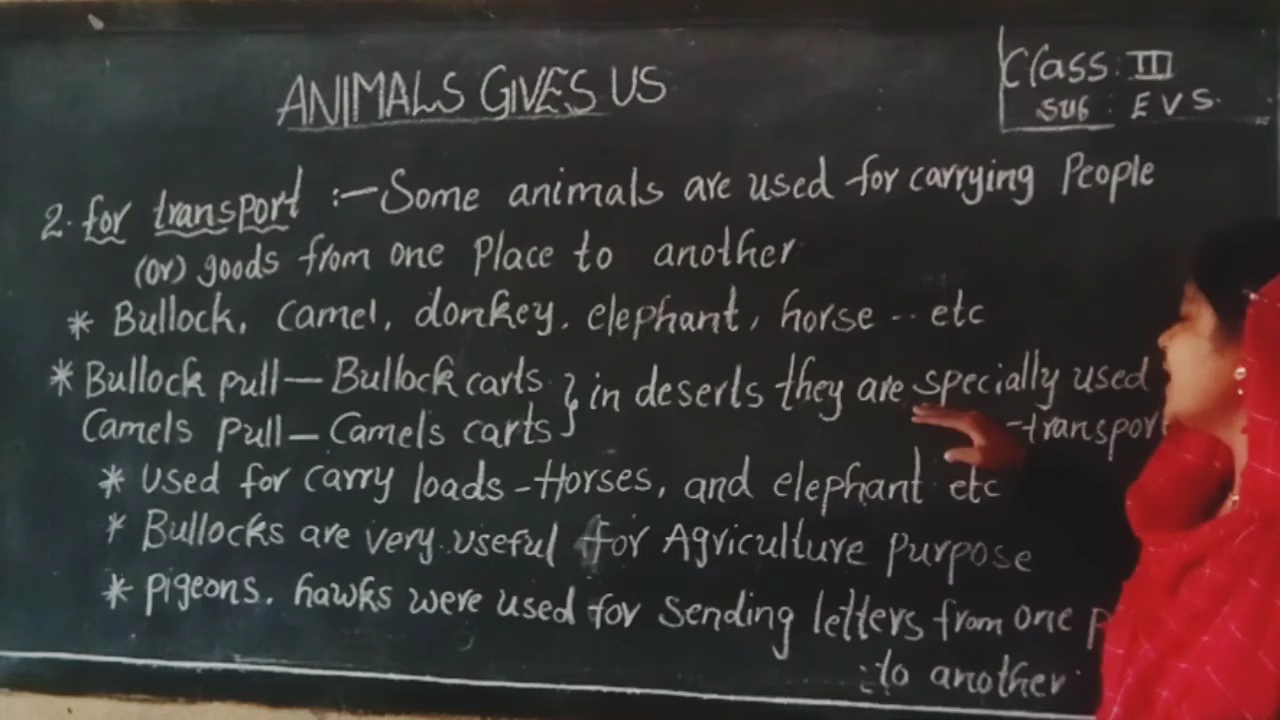 ANIMALS GIVES US
Class: III
SUB: EVS.
2. for transport :- Some animals are used for carrying People
(Or) goods from one Place to another
* Bullock, Camel, donkey, elephant, horse -- etc
* Bullock pull — Bullock carts } in deserts they are specially used
Camels pull — Camels carts -transport
* Used for carry loads - Horses, and elephant etc
* Bullocks are very useful for Agriculture Purpose
* Pigeons. hawks were used for Sending letters from one
to another